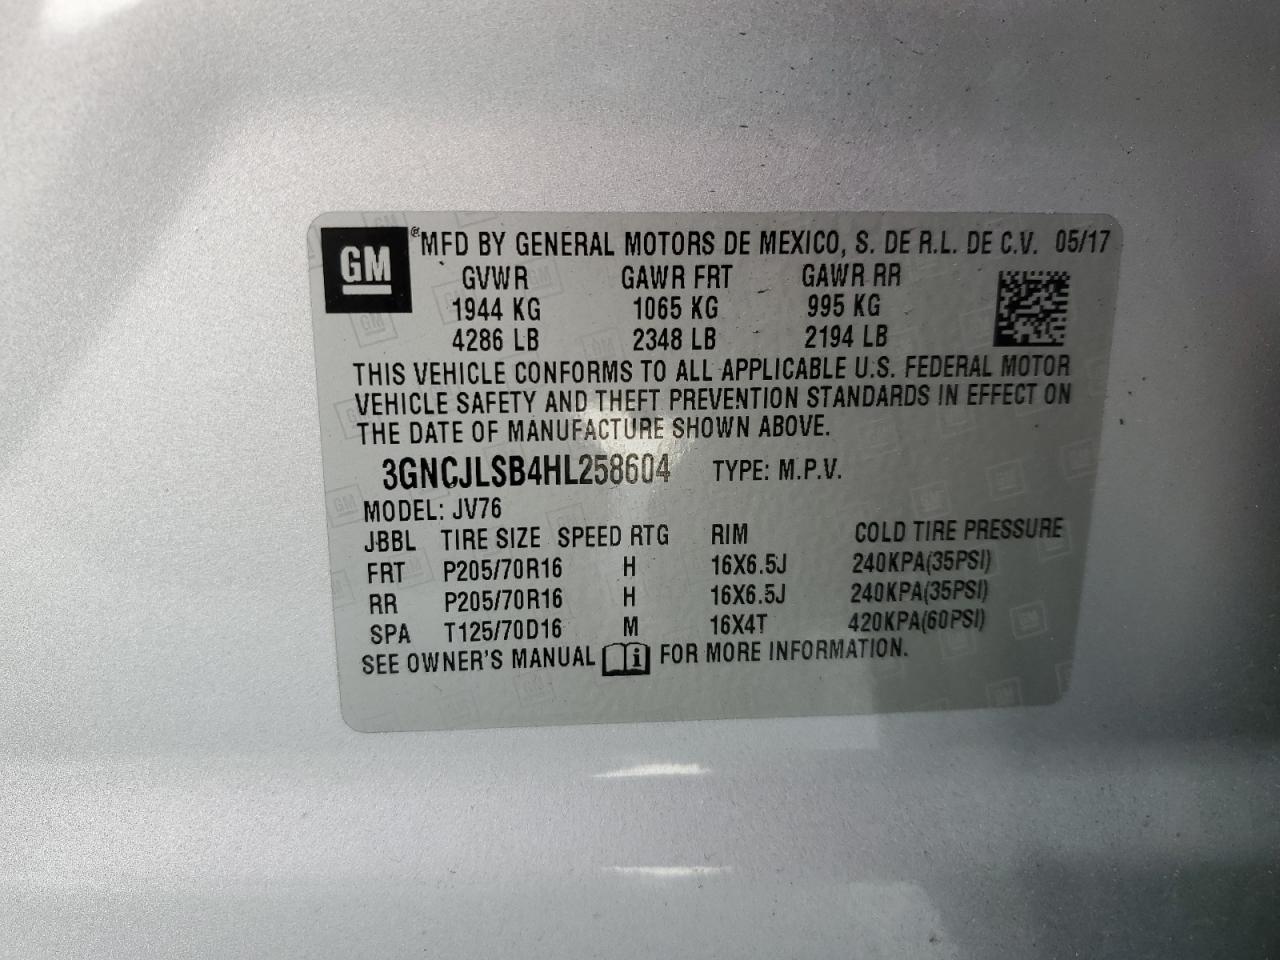 GM
®MFD BY GENERAL MOTORS DE MEXICO, S. DE R.L. DE C.V. 05/17
GVWR GAWR FRT GAWR RR
1944 KG 1065 KG 995 KG
4286 LB 2348 LB 2194 LB
THIS VEHICLE CONFORMS TO ALL APPLICABLE U.S. FEDERAL MOTOR
VEHICLE SAFETY AND THEFT PREVENTION STANDARDS IN EFFECT ON
THE DATE OF MANUFACTURE SHOWN ABOVE.
3GNCJLSB4HL258604 TYPE: M.P.V.
MODEL: JV76
JBBL TIRE SIZE SPEED RTG RIM COLD TIRE PRESSURE
FRT P205/70R16 H 16X6.5J 240KPA(35PSI)
RR P205/70R16 H 16X6.5J 240KPA(35PSI)
SPA T125/70D16 M 16X4T 420KPA(60PSI)
SEE OWNER'S MANUAL i FOR MORE INFORMATION.